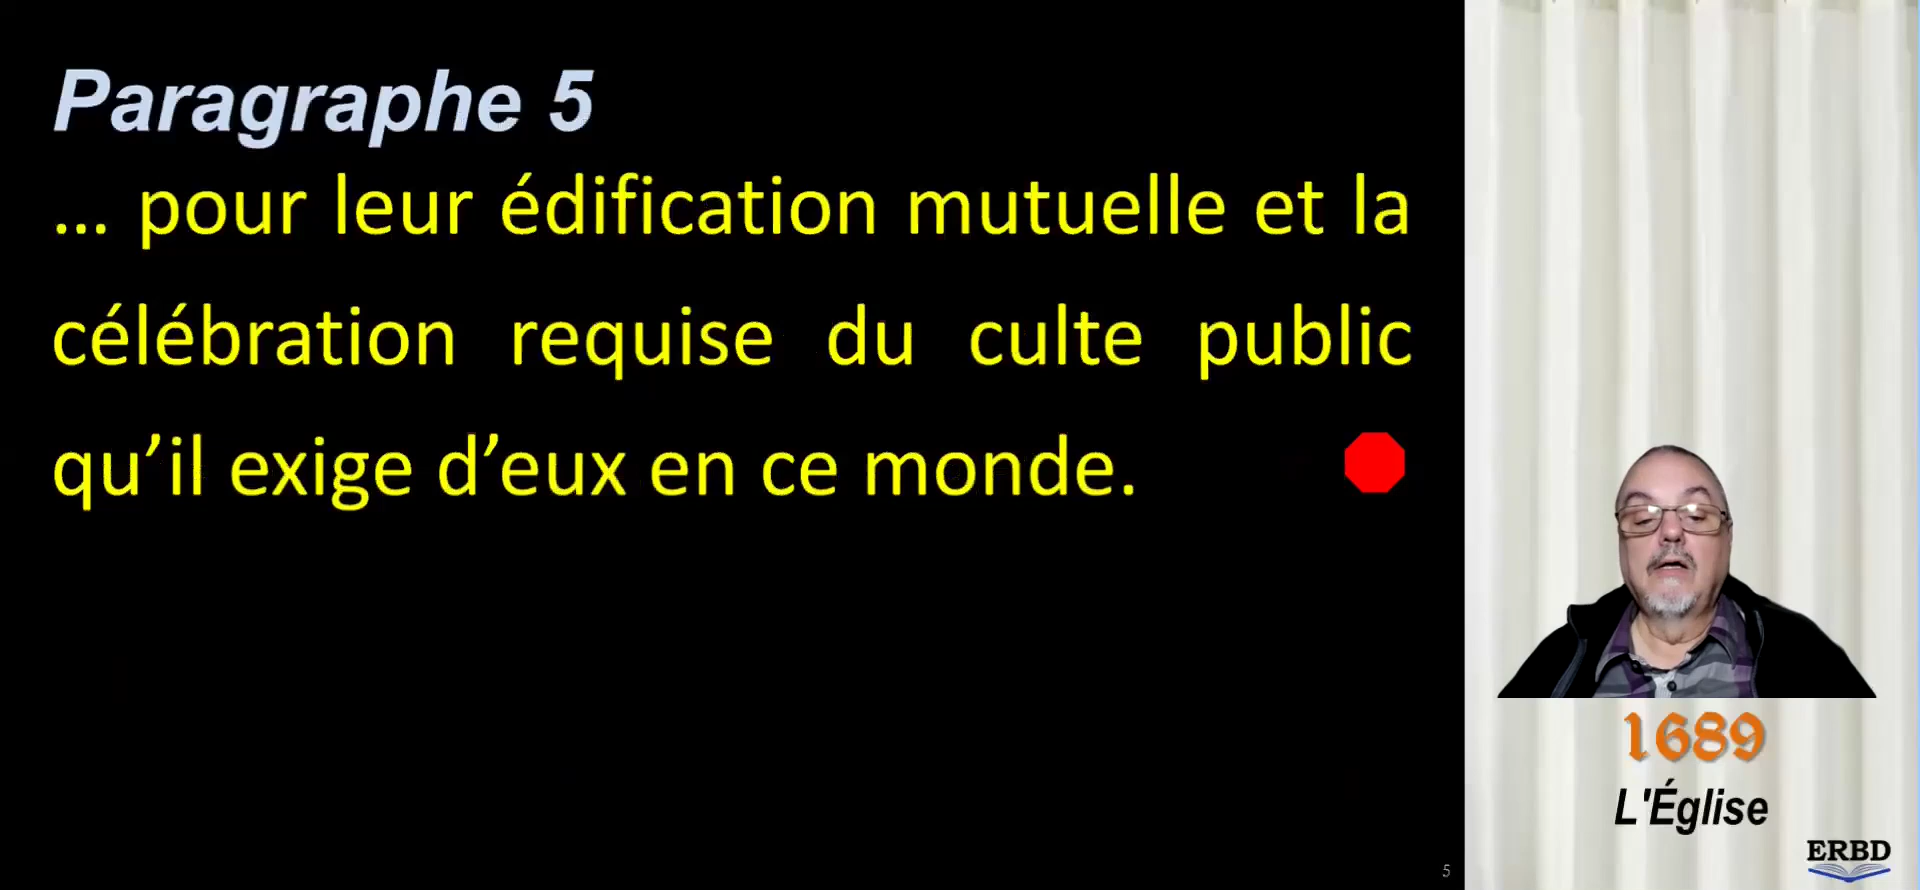 Paragraphe 5
... pour leur édification mutuelle et la
célébration requise du culte public
qu’il exige d’eux en ce monde.
5
1689
L'Église
ERBD